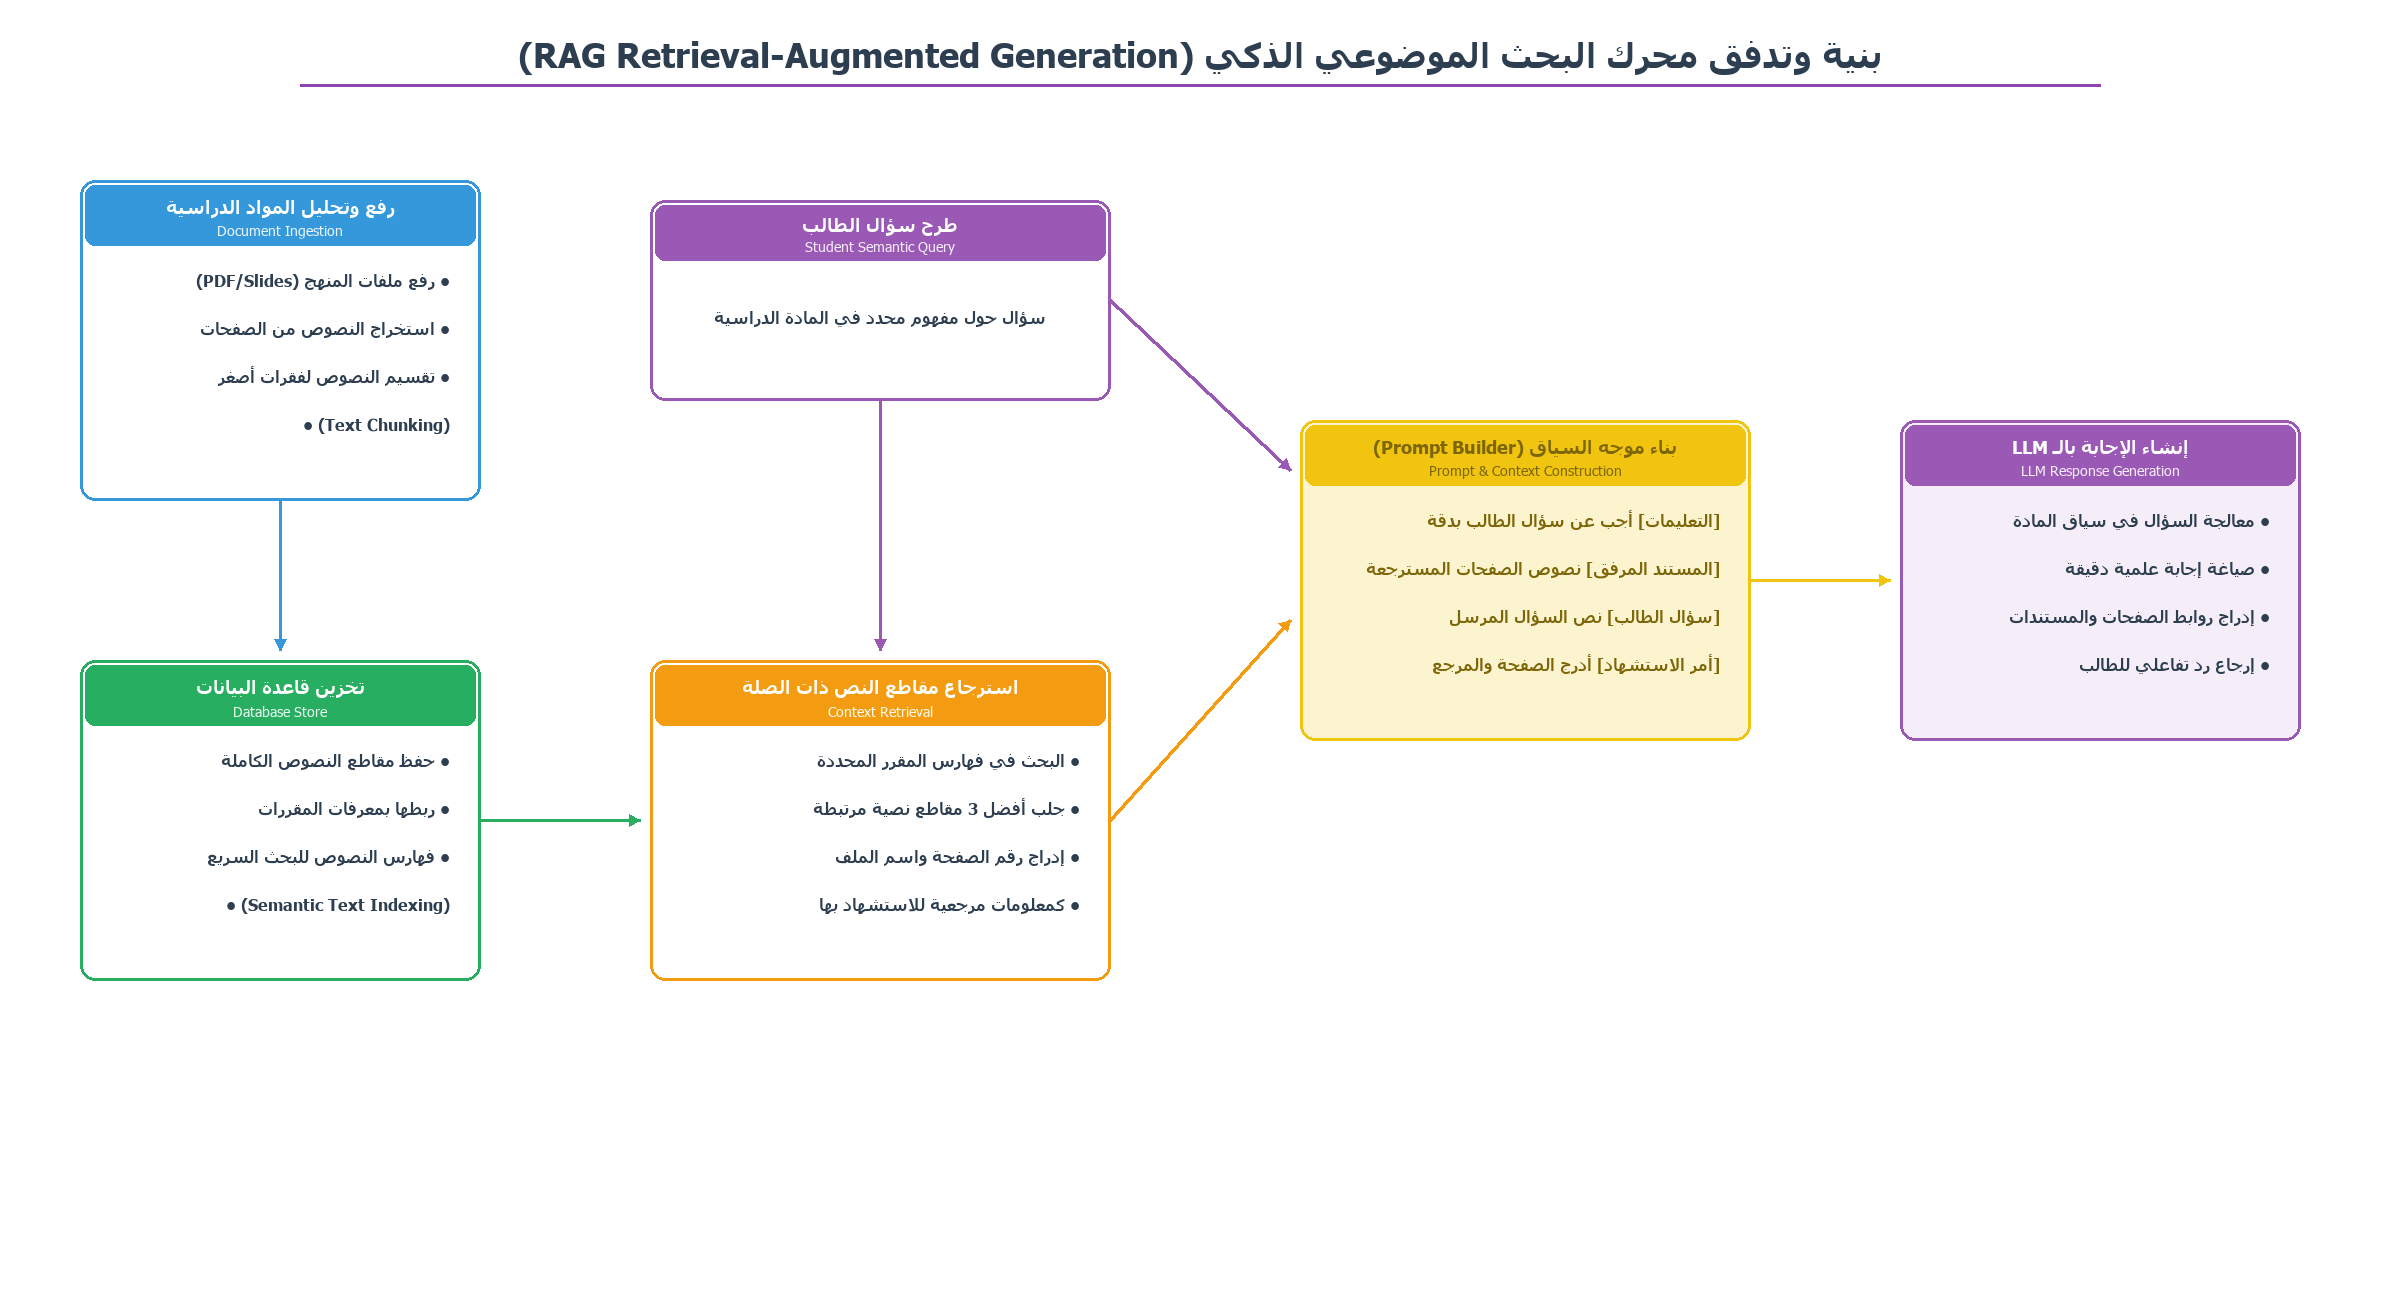 بنية وتدفق محرك البحث الموضوعي الذكي (RAG Retrieval-Augmented Generation)
رفع وتحليل المواد الدراسية
Document Ingestion
● رفع ملفات المنهج (PDF/Slides)
● استخراج النصوص من الصفحات
● تقسيم النصوص لفقرات أصغر
● (Text Chunking)
طرح سؤال الطالب
Student Semantic Query
سؤال حول مفهوم محدد في المادة الدراسية
تخزين قاعدة البيانات
Database Store
● حفظ مقاطع النصوص الكاملة
● ربطها بمعرفات المقررات
● فهارس النصوص للبحث السريع
● (Semantic Text Indexing)
استرجاع مقاطع النص ذات الصلة
Context Retrieval
● البحث في فهارس المقرر المحددة
● جلب أفضل 3 مقاطع نصية مرتبطة
● إدراج رقم الصفحة واسم الملف
● كمعلومات مرجعية للاستشهاد بها
بناء موجه السياق (Prompt Builder)
Prompt & Context Construction
[التعليمات] أجب عن سؤال الطالب بدقة
[المستند المرفق] نصوص الصفحات المسترجعة
[سؤال الطالب] نص السؤال المرسل
[أمر الاستشهاد] أدرج الصفحة والمرجع
إنشاء الإجابة بالـ LLM
LLM Response Generation
● معالجة السؤال في سياق المادة
● صياغة إجابة علمية دقيقة
● إدراج روابط الصفحات والمستندات
● إرجاع رد تفاعلي للطالب